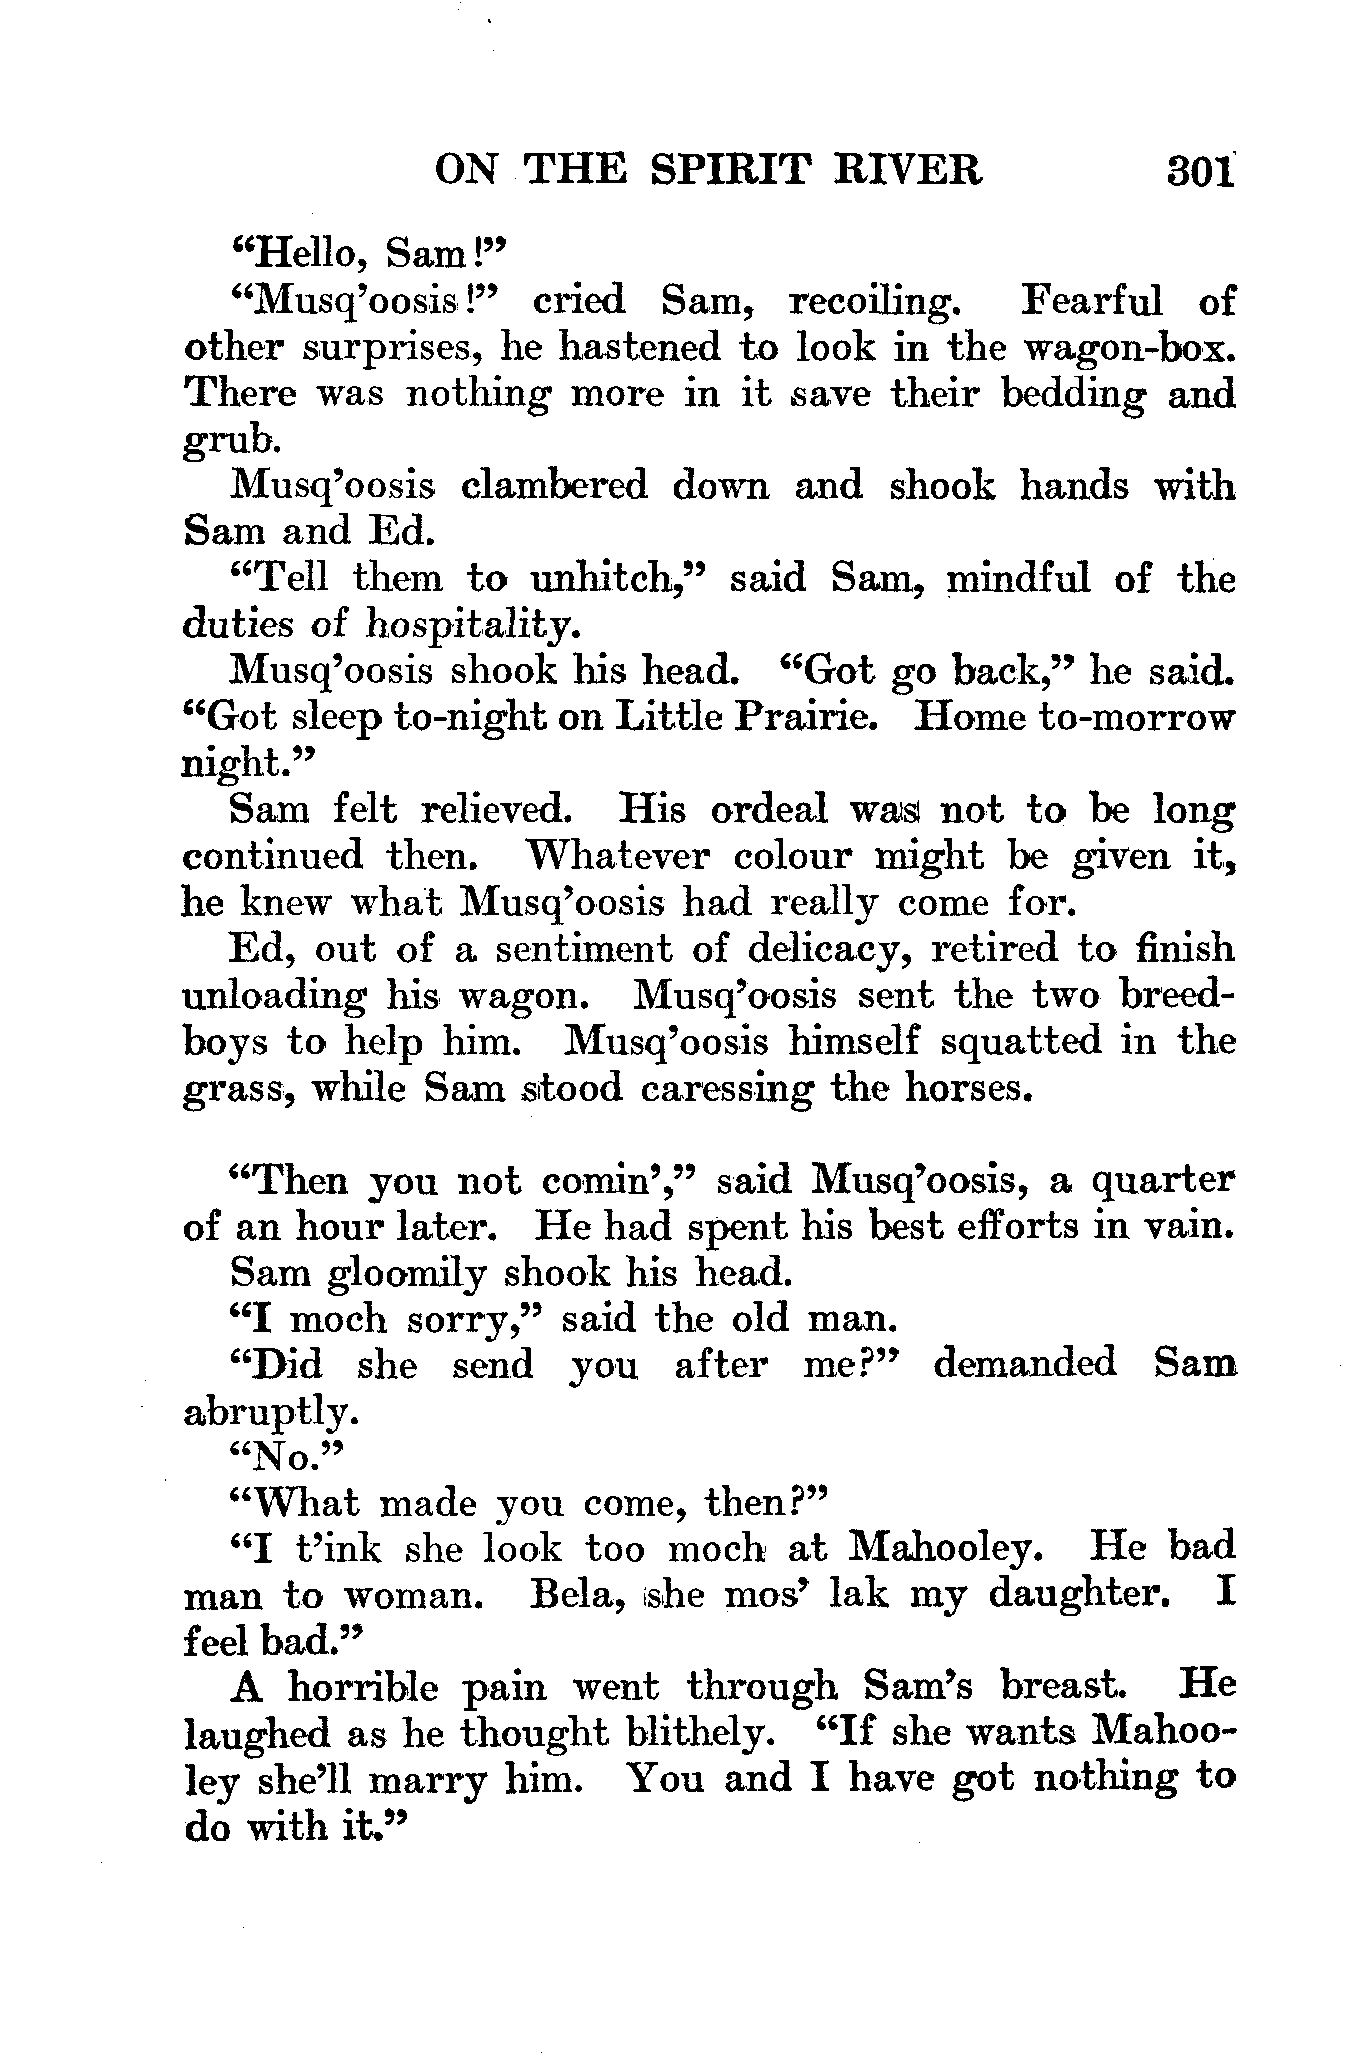 ON THE SPIRIT RIVER 301
“Hello, Sam!”
“Musq’oosis!” cried Sam, recoiling. Fearful of
other surprises, he hastened to look in the wagon-box.
There was nothing more in it save their bedding and
grub.
Musq’oosis clambered down and shook hands with
Sam and Ed.
“Tell them to unhitch,” said Sam, mindful of the
duties of hospitality.
Musq’oosis shook his head. “Got go back,” he said.
“Got sleep to-night on Little Prairie. Home to-morrow
night.”
Sam felt relieved. His ordeal was not to be long
continued then. Whatever colour might be given it,
he knew what Musq’oosis had really come for.
Ed, out of a sentiment of delicacy, retired to finish
unloading his wagon. Musq’oosis sent the two breed-
boys to help him. Musq’oosis himself squatted in the
grass, while Sam stood caressing the horses.
“Then you not comin’,” said Musq’oosis, a quarter
of an hour later. He had spent his best efforts in vain.
Sam gloomily shook his head.
“I moch sorry,” said the old man.
“Did she send you after me?” demanded Sam
abruptly.
“No.”
“What made you come, then?”
“I t’ink she look too moch at Mahooley. He bad
man to woman. Bela, she mos’ lak my daughter. I
feel bad.”
A horrible pain went through Sam’s breast. He
laughed as he thought blithely. “If she wants Mahoo-
ley she’ll marry him. You and I have got nothing to
do with it.”